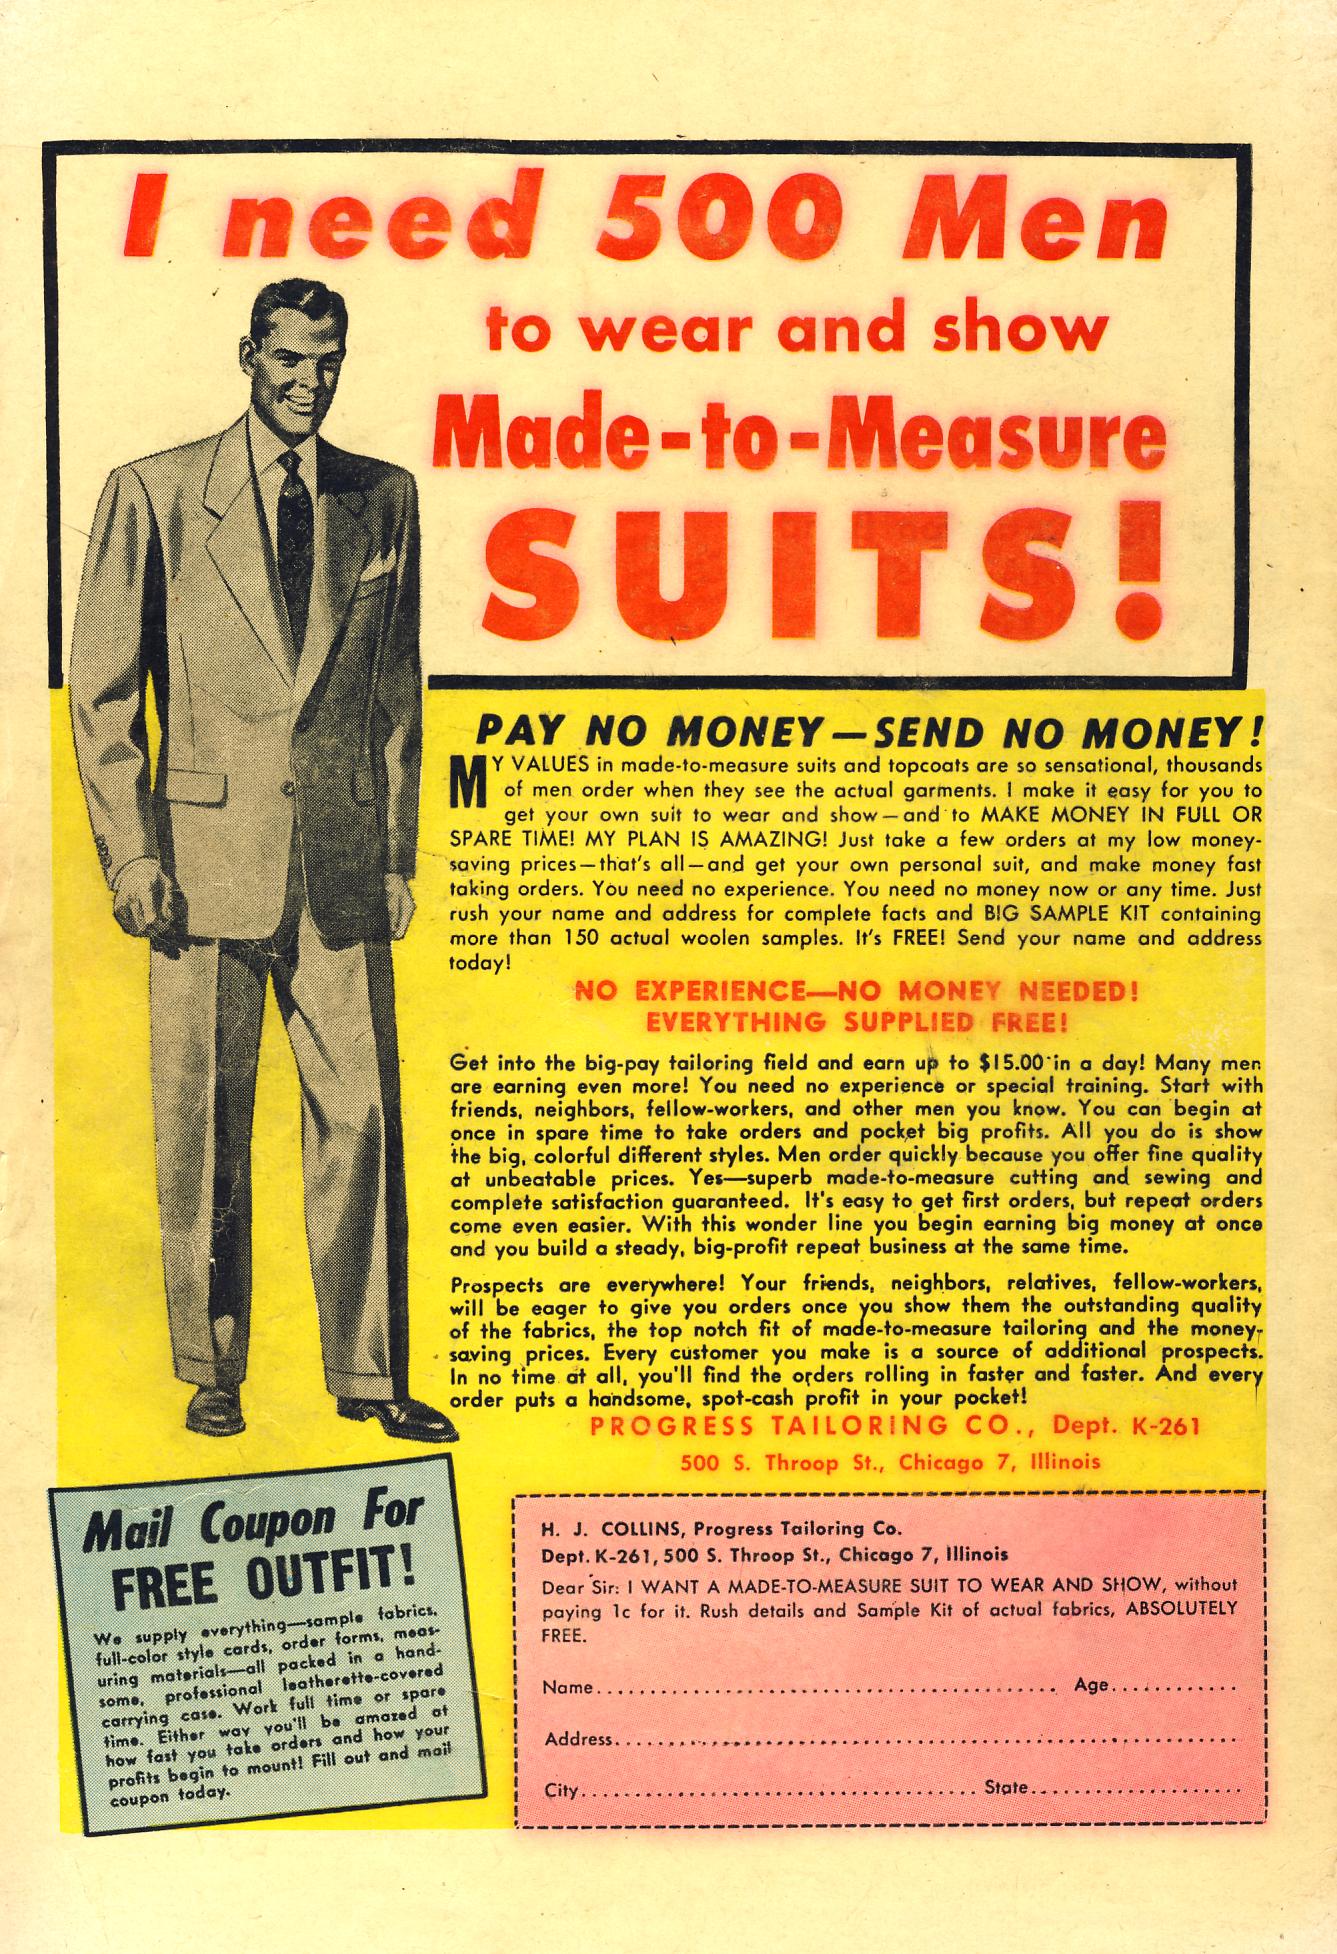 I need 500 Men
to wear and show
Made-to-Measure
SUITS!
PAY NO MONEY—SEND NO MONEY!
MY VALUES in made-to-measure suits and topcoats are so sensational, thousands
of men order when they see the actual garments. I make it easy for you to
get your own suit to wear and show—and to MAKE MONEY IN FULL OR
SPARE TIME! MY PLAN IS AMAZING! Just take a few orders at my low money-
saving prices—that's all—and get your own personal suit, and make money fast
taking orders. You need no experience. You need no money now or any time. Just
rush your name and address for complete facts and BIG SAMPLE KIT containing
more than 150 actual woolen samples. It's FREE! Send your name and address
today!
NO EXPERIENCE—NO MONEY NEEDED!
EVERYTHING SUPPLIED FREE!
Get into the big-pay tailoring field and earn up to $15.00 in a day! Many men
are earning even more! You need no experience or special training. Start with
friends, neighbors, fellow-workers, and other men you know. You can begin at
once in spare time to take orders and pocket big profits. All you do is show
the big, colorful different styles. Men order quickly because you offer fine quality
at unbeatable prices. Yes—superb made-to-measure cutting and sewing and
complete satisfaction guaranteed. It's easy to get first orders, but repeat orders
come even easier. With this wonder line you begin earning big money at once
and you build a steady, big-profit repeat business at the same time.
Prospects are everywhere! Your friends, neighbors, relatives, fellow-workers,
will be eager to give you orders once you show them the outstanding quality
of the fabrics, the top notch fit of made-to-measure tailoring and the money-
saving prices. Every customer you make is a source of additional prospects.
In no time at all, you'll find the orders rolling in faster and faster. And every
order puts a handsome, spot-cash profit in your pocket!
PROGRESS TAILORING CO., Dept. K-261
500 S. Throop St., Chicago 7, Illinois
Mail Coupon For
FREE OUTFIT!
We supply everything—sample fabrics,
full-color style cards, order forms, meas-
uring materials—all packed in a hand-
some, professional leatherette-covered
carrying case. Work full time or spare
time. Either way you'll be amazed at
how fast you take orders and how your
profits begin to mount! Fill out and mail
coupon today.
H. J. COLLINS, Progress Tailoring Co.
Dept. K-261, 500 S. Throop St., Chicago 7, Illinois
Dear Sir: I WANT A MADE-TO-MEASURE SUIT TO WEAR AND SHOW, without
paying 1c for it. Rush details and Sample Kit of actual fabrics, ABSOLUTELY
FREE.
Name.................................................. Age.............
Address..................................................................
City........................................... State.......................